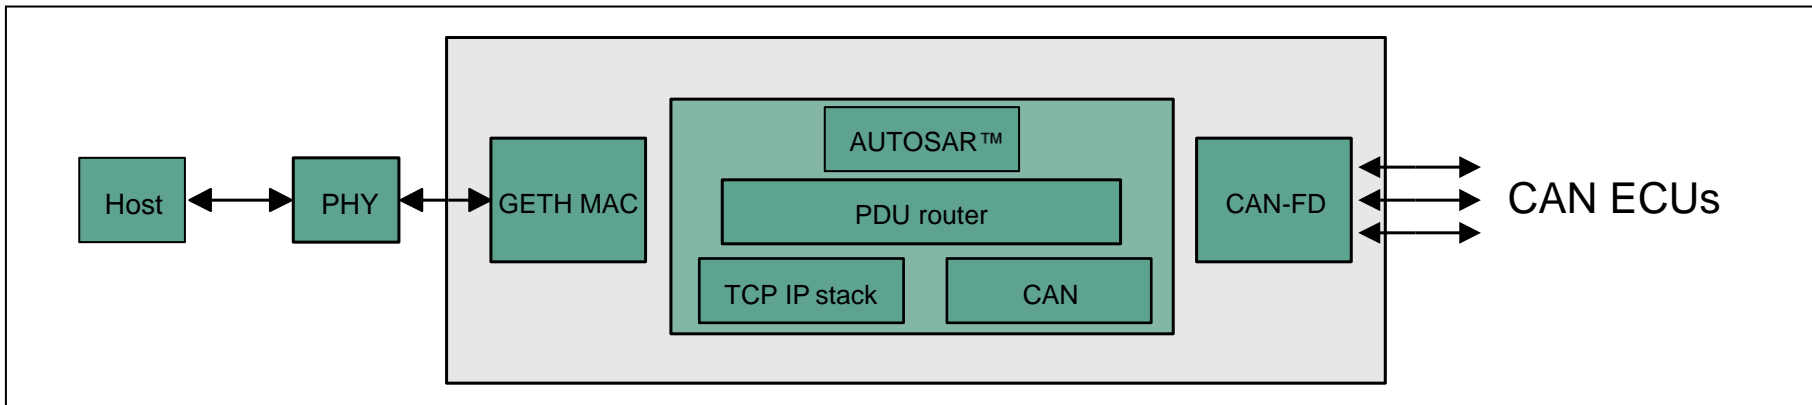 Host
PHY
GETH MAC
AUTOSAR™
PDU router
TCP IP stack
CAN
CAN-FD
CAN ECUs